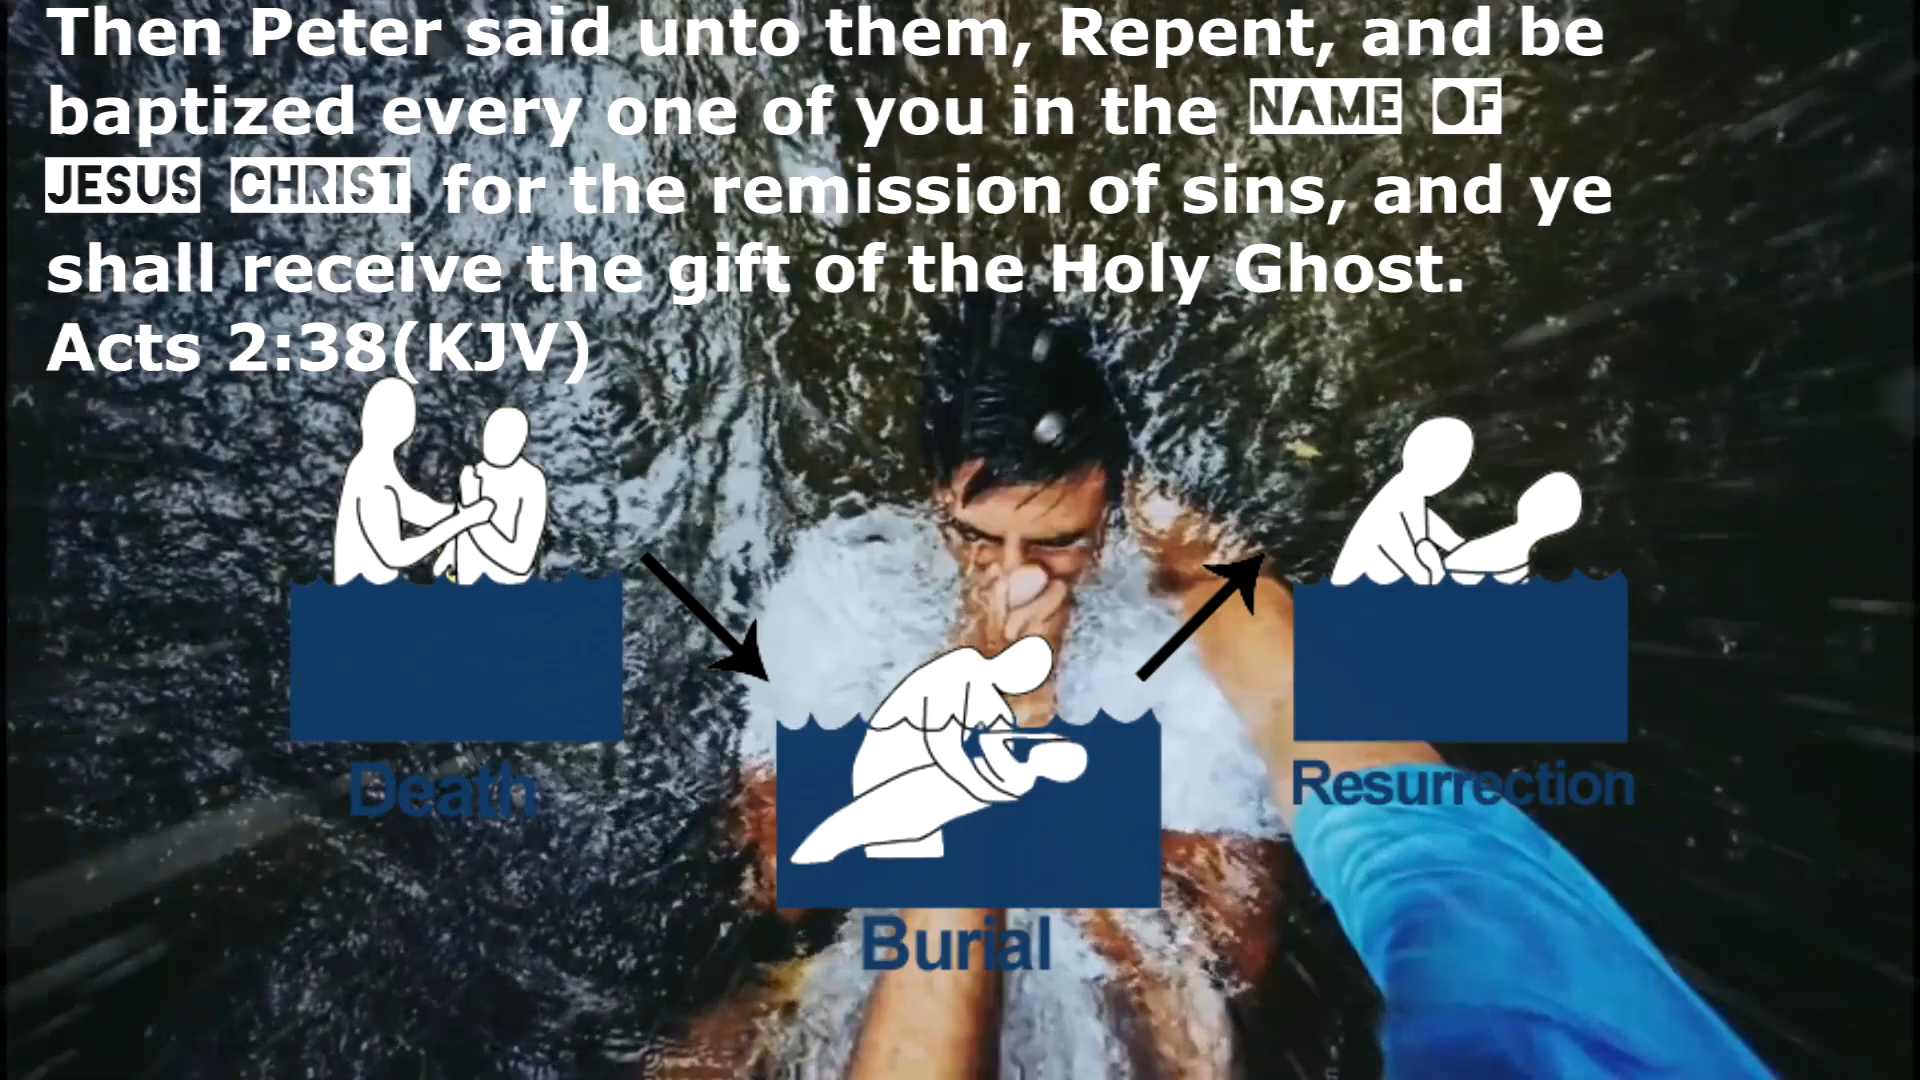 Then Peter said unto them, Repent, and be
baptized every one of you in the NAME OF
JESUS CHRIST for the remission of sins, and ye
shall receive the gift of the Holy Ghost.
Acts 2:38(KJV)
Death
Resurrection
Burial